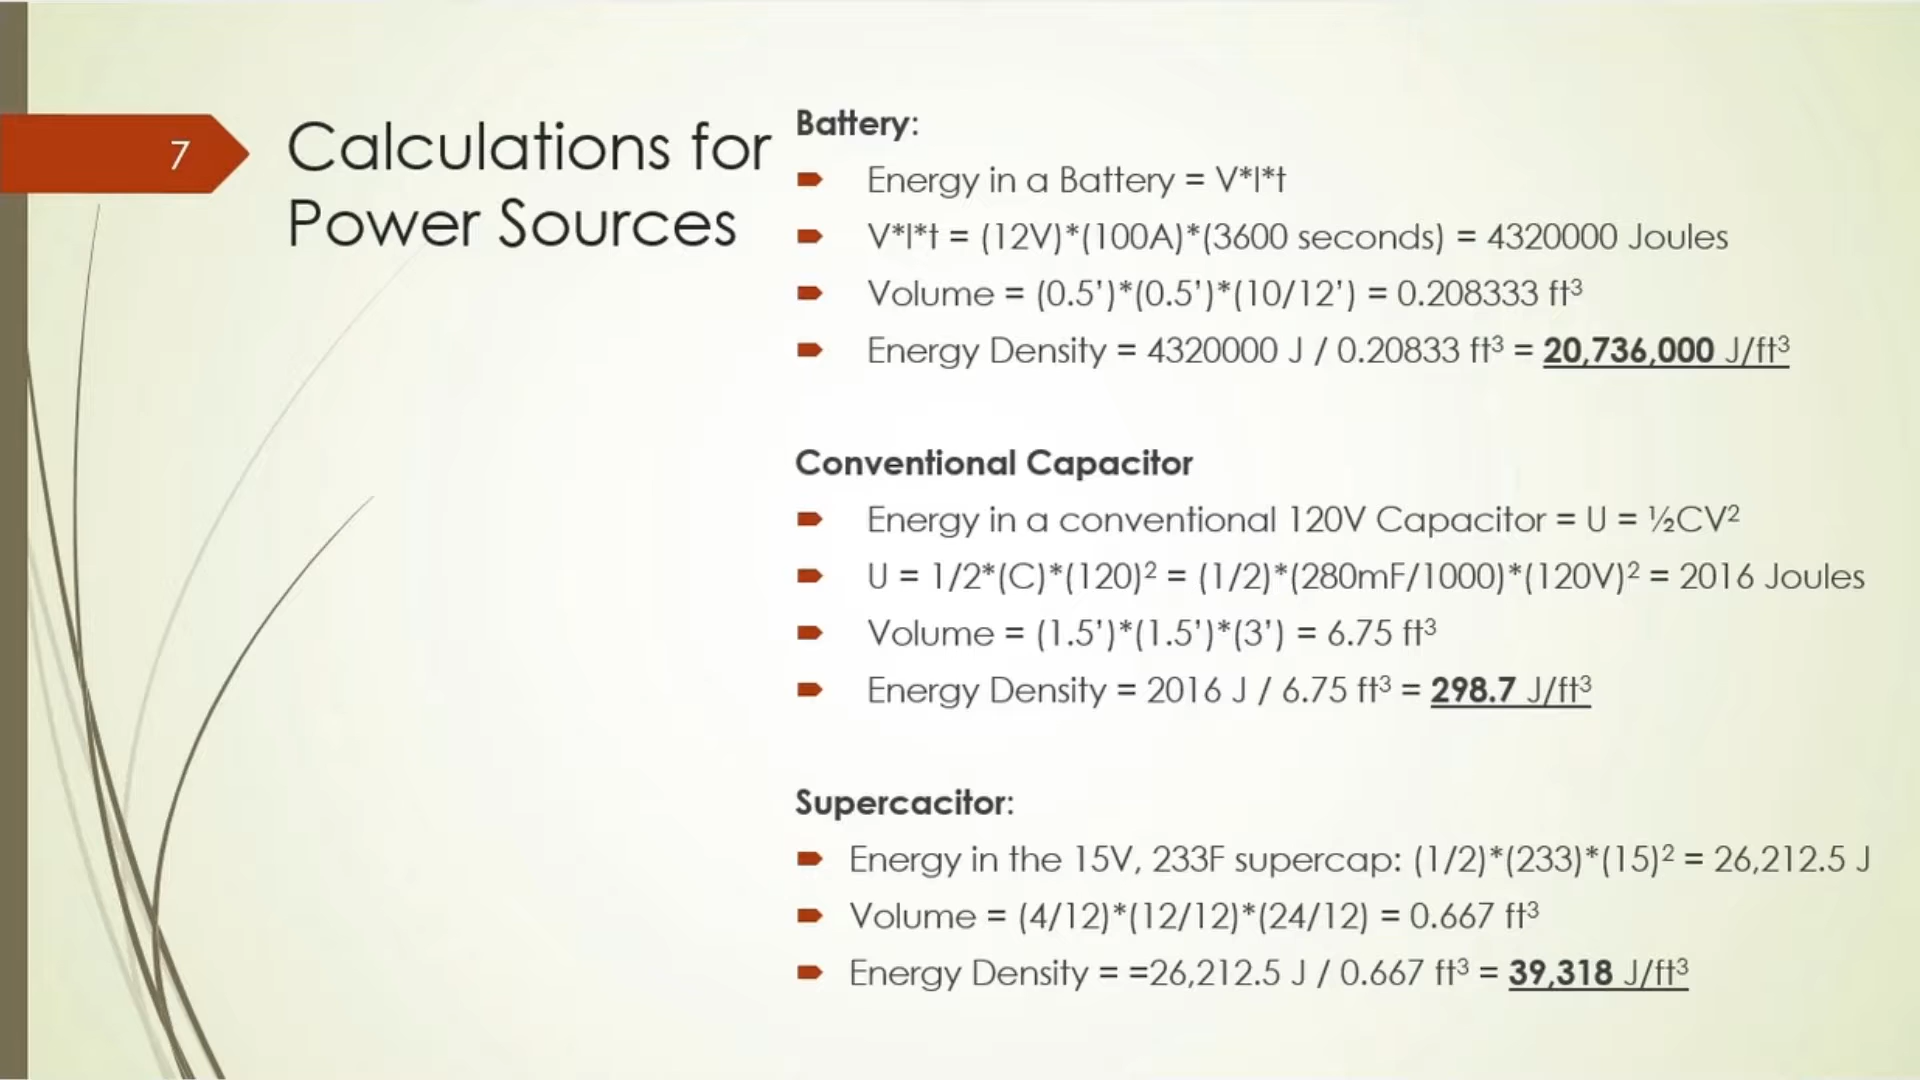 7
Calculations for
Power Sources
Battery:
Energy in a Battery = V*I*t
V*I*t = (12V)*(100A)*(3600 seconds) = 4320000 Joules
Volume = (0.5’)*(0.5’)*(10/12’) = 0.208333 ft³
Energy Density = 4320000 J / 0.20833 ft³ = 20,736,000 J/ft³
Conventional Capacitor
Energy in a conventional 120V Capacitor = U = ½CV²
U = 1/2*(C)*(120)² = (1/2)*(280mF/1000)*(120V)² = 2016 Joules
Volume = (1.5’)*(1.5’)*(3’) = 6.75 ft³
Energy Density = 2016 J / 6.75 ft³ = 298.7 J/ft³
Supercacitor:
Energy in the 15V, 233F supercap: (1/2)*(233)*(15)² = 26,212.5 J
Volume = (4/12)*(12/12)*(24/12) = 0.667 ft³
Energy Density = =26,212.5 J / 0.667 ft³ = 39,318 J/ft³